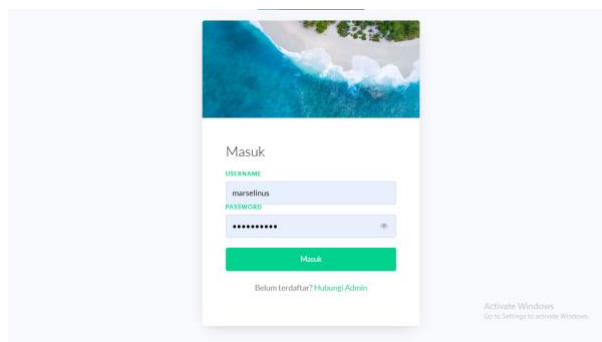 Masuk
USERNAME
marselinus
PASSWORD
••••••••••
Masuk
Belum terdaftar? Hubungi Admin
Activate Windows
Go to Settings to activate Windows.